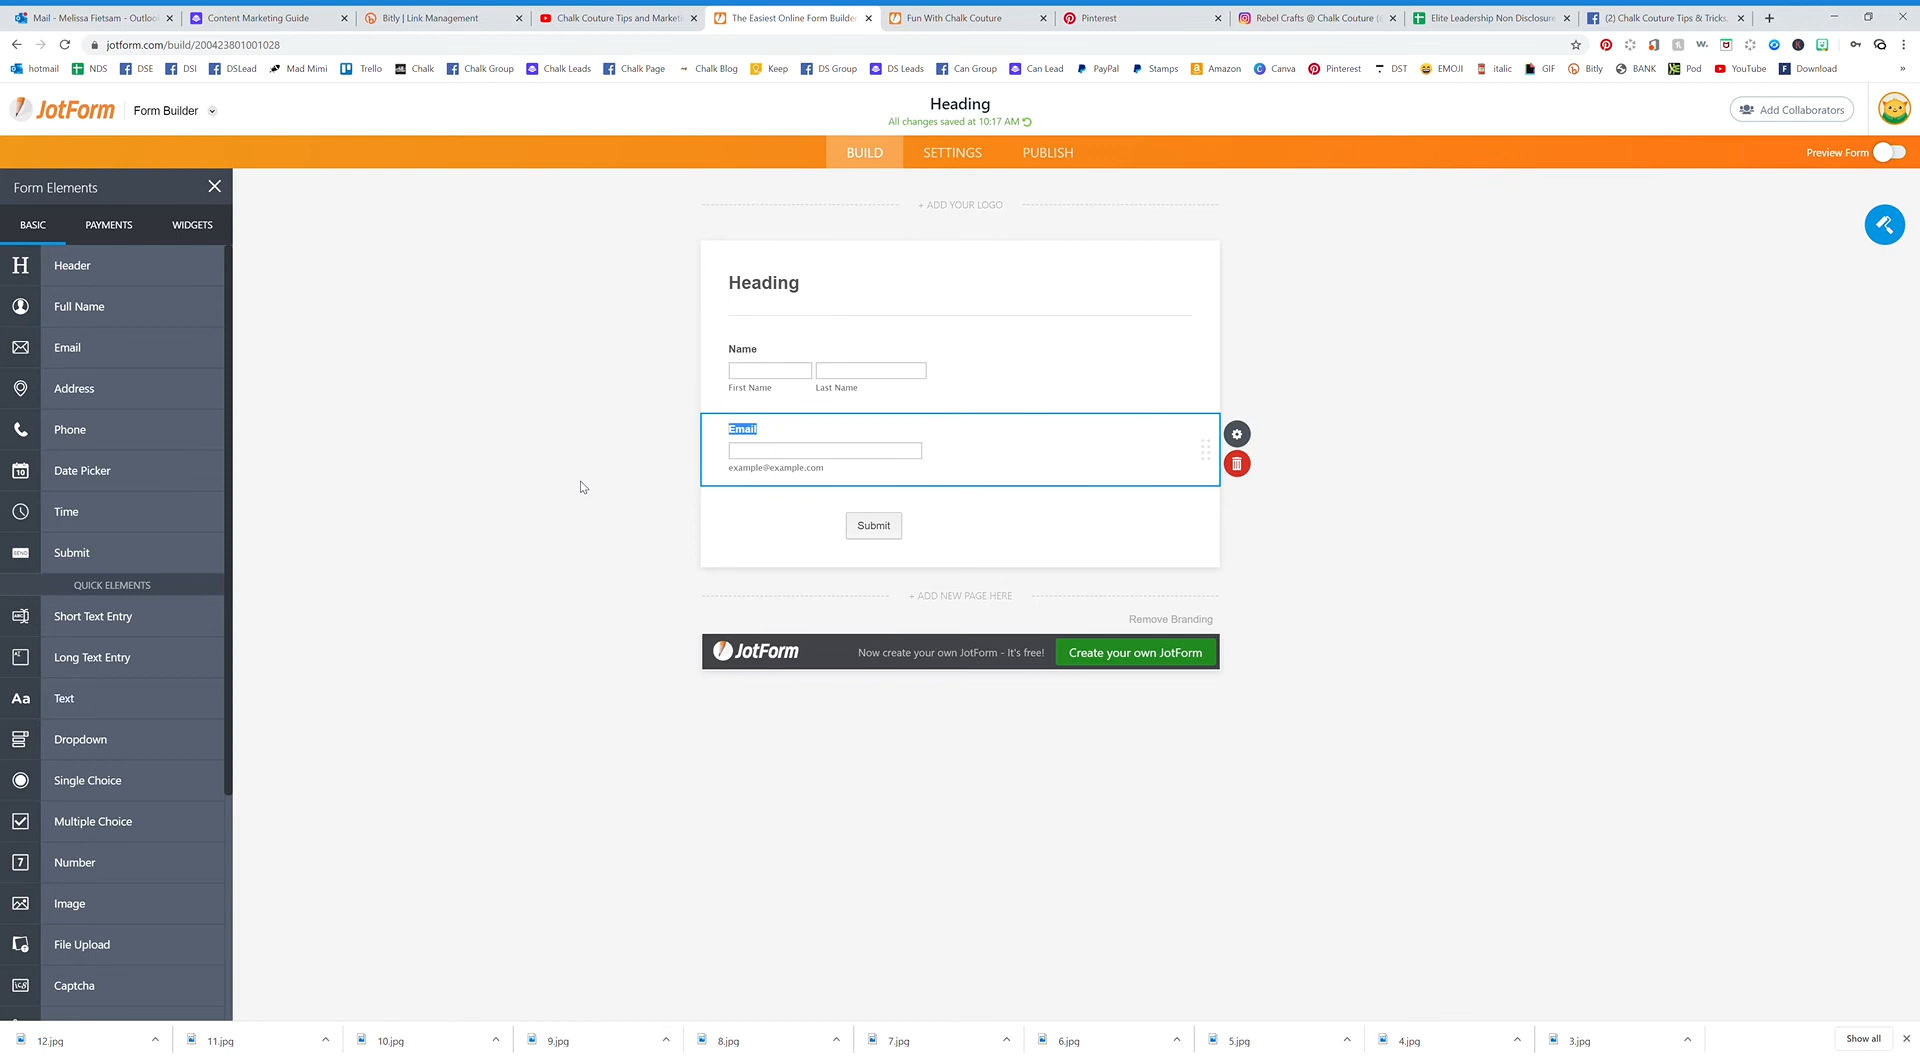 Mail - Melissa Fietsam - Outloo
Content Marketing Guide
Bitly | Link Management
Chalk Couture Tips and Marketi
The Easiest Online Form Builde
Fun With Chalk Couture
Pinterest
Rebel Crafts @ Chalk Couture (
Elite Leadership Non Disclosure
(2) Chalk Couture Tips & Tricks
jotform.com/build/200423801001028
hotmail NDS DSE DSI DSLead Mad Mimi Trello Chalk Chalk Group Chalk Leads Chalk Page Chalk Blog Keep DS Group DS Leads Can Group Can Lead PayPal Stamps Amazon Canva Pinterest DST EMOJI italic GIF Bitly BANK Pod YouTube Download »
JotForm Form Builder
Heading
All changes saved at 10:17 AM
Add Collaborators
BUILD SETTINGS PUBLISH
Preview Form
Form Elements
BASIC PAYMENTS WIDGETS
H Header
Full Name
Email
Address
Phone
10 Date Picker
Time
SEND Submit
QUICK ELEMENTS
Short Text Entry
Long Text Entry
Aa Text
Dropdown
Single Choice
Multiple Choice
7 Number
Image
File Upload
Captcha
+ ADD YOUR LOGO
Heading
Name
First Name Last Name
Email
example@example.com
Submit
+ ADD NEW PAGE HERE
Remove Branding
JotForm Now create your own JotForm - It's free! Create your own JotForm
12.jpg 11.jpg 10.jpg 9.jpg 8.jpg 7.jpg 6.jpg 5.jpg 4.jpg 3.jpg Show all